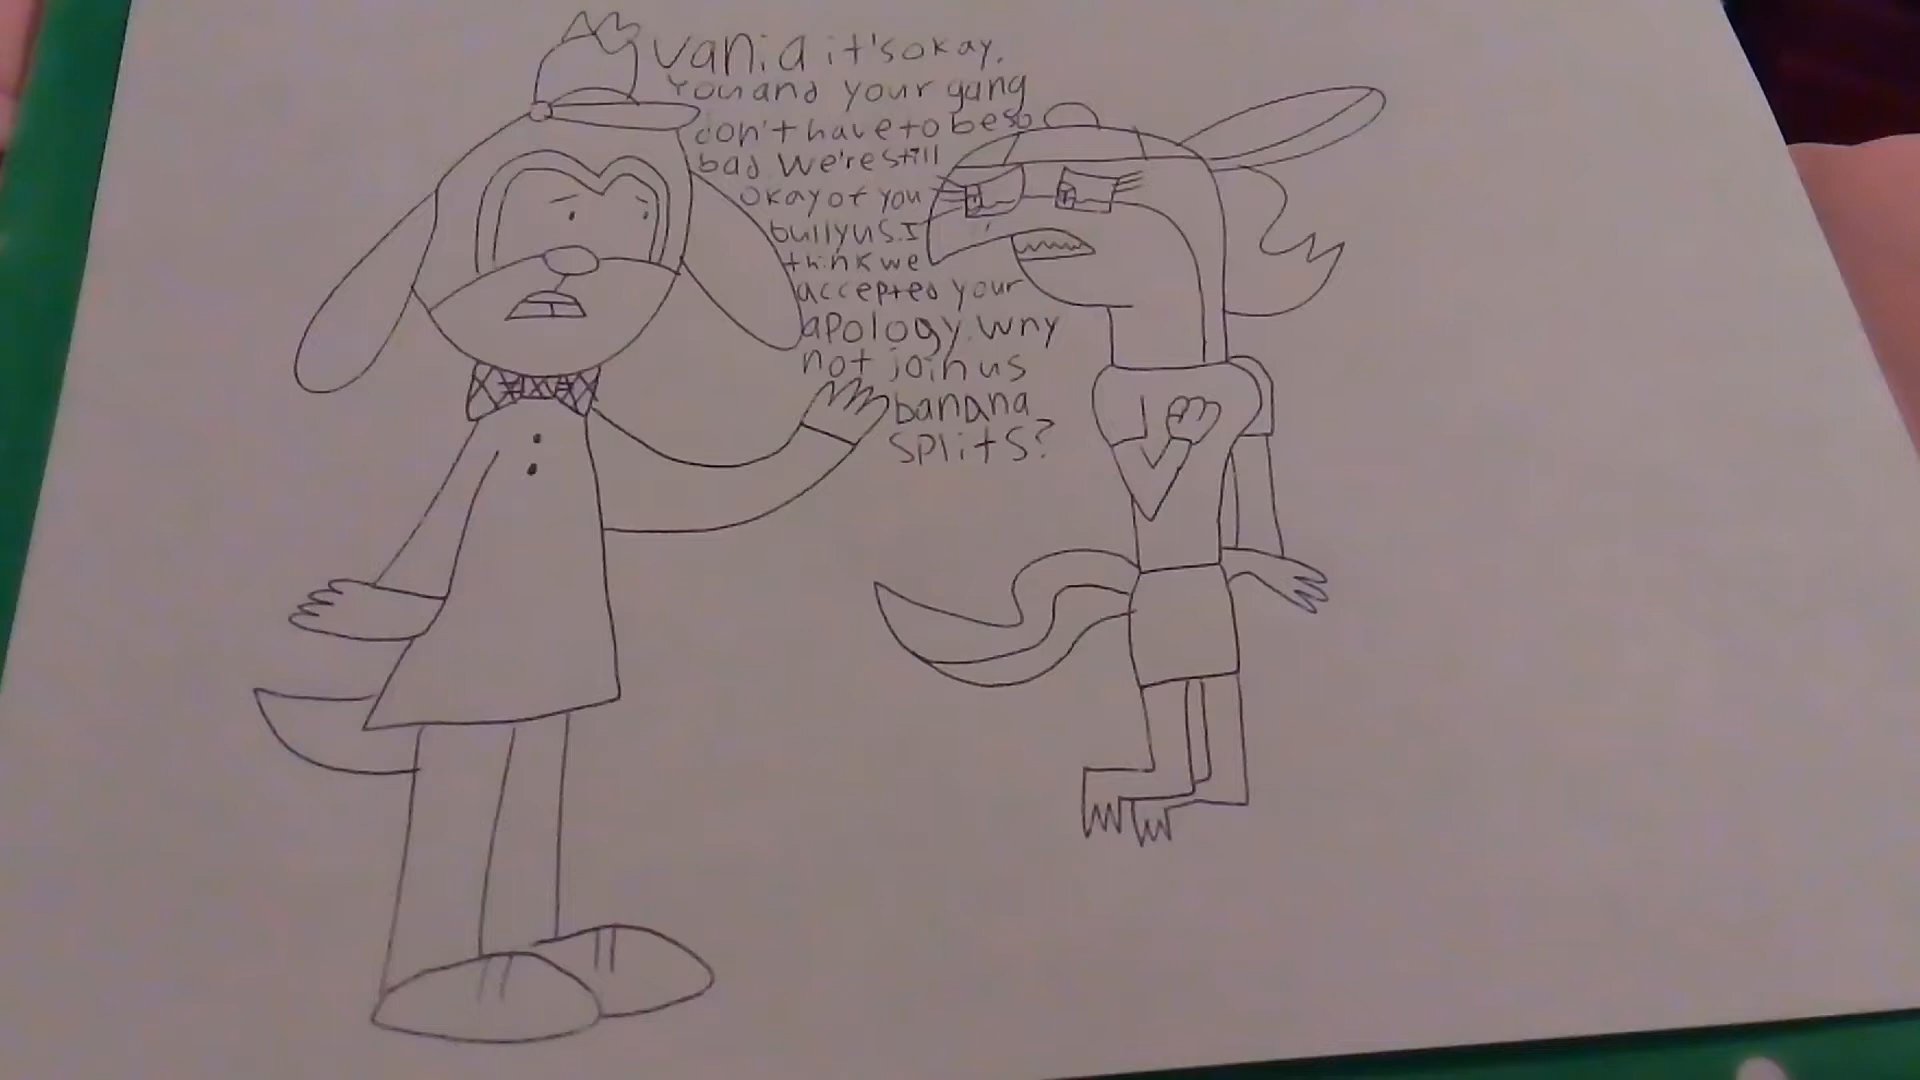 Vania it's okay.
You and your gang
don't have to be so
bad We're still
okay of you
bully us. I
think we
accepted your
apology. Why
not join us
banana
splits?